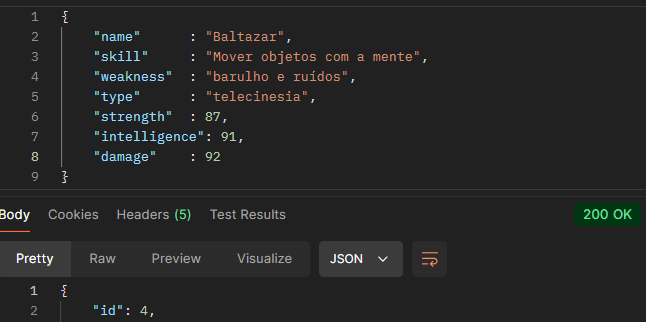 1 {
2 "name" : "Baltazar",
3 "skill" : "Mover objetos com a mente",
4 "weakness" : "barulho e ruídos",
5 "type" : "telecinesia",
6 "strength" : 87,
7 "intelligence": 91,
8 "damage" : 92
9 }
Body Cookies Headers (5) Test Results 200 OK
Pretty Raw Preview Visualize JSON
1 {
2 "id": 4,